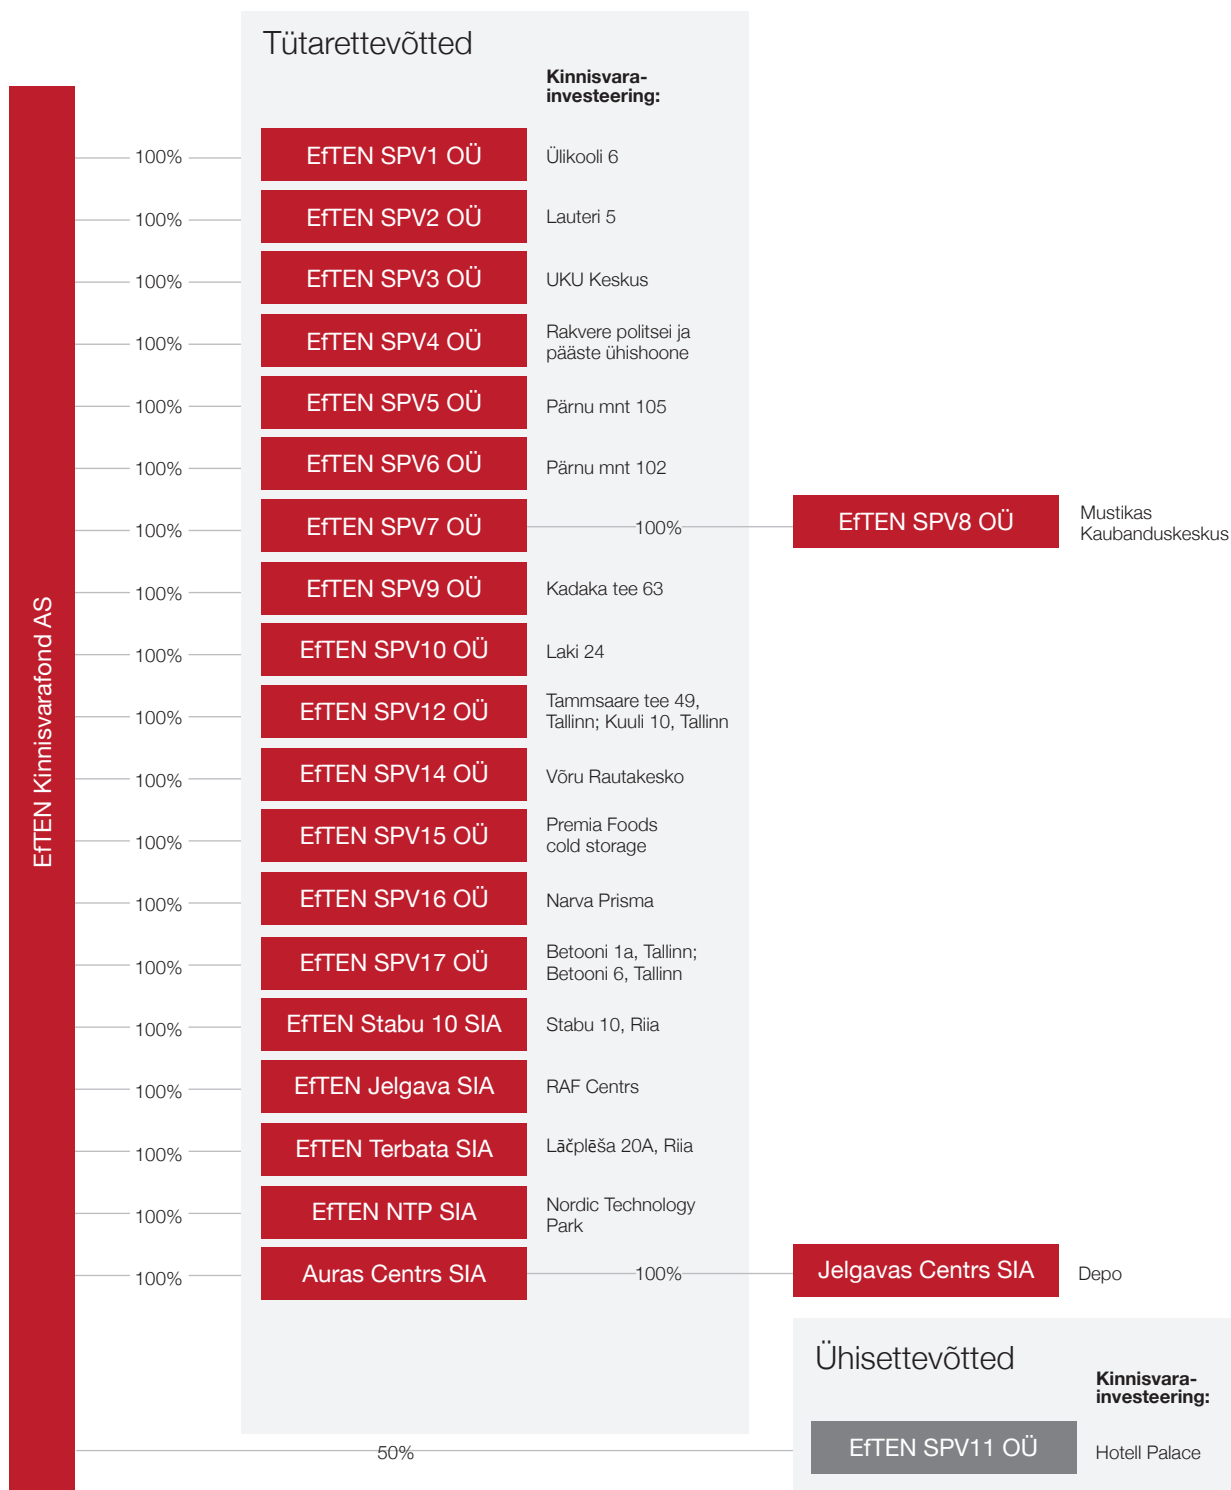 Tütarettevõtted
Kinnisvara-
investeering:
EfTEN Kinnisvarafond AS
100%
EfTEN SPV1 OÜ
Ülikooli 6
100%
EfTEN SPV2 OÜ
Lauteri 5
100%
EfTEN SPV3 OÜ
UKU Keskus
100%
EfTEN SPV4 OÜ
Rakvere politsei ja
pääste ühishoone
100%
EfTEN SPV5 OÜ
Pärnu mnt 105
100%
EfTEN SPV6 OÜ
Pärnu mnt 102
100%
EfTEN SPV7 OÜ
100%
EfTEN SPV8 OÜ
Mustikas
Kaubanduskeskus
100%
EfTEN SPV9 OÜ
Kadaka tee 63
100%
EfTEN SPV10 OÜ
Laki 24
100%
EfTEN SPV12 OÜ
Tammsaare tee 49,
Tallinn; Kuuli 10, Tallinn
100%
EfTEN SPV14 OÜ
Võru Rautakesko
100%
EfTEN SPV15 OÜ
Premia Foods
cold storage
100%
EfTEN SPV16 OÜ
Narva Prisma
100%
EfTEN SPV17 OÜ
Betooni 1a, Tallinn;
Betooni 6, Tallinn
100%
EfTEN Stabu 10 SIA
Stabu 10, Riia
100%
EfTEN Jelgava SIA
RAF Centrs
100%
EfTEN Terbata SIA
Lāčplēša 20A, Riia
100%
EfTEN NTP SIA
Nordic Technology
Park
100%
Auras Centrs SIA
100%
Jelgavas Centrs SIA
Depo
Ühisettevõtted
Kinnisvara-
investeering:
50%
EfTEN SPV11 OÜ
Hotell Palace